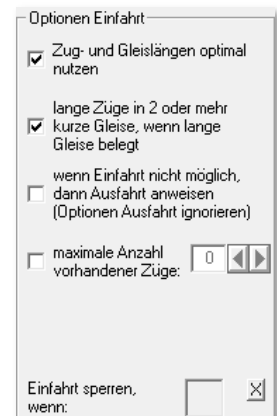 Optionen Einfahrt
Zug- und Gleislängen optimal
nutzen
lange Züge in 2 oder mehr
kurze Gleise, wenn lange
Gleise belegt
wenn Einfahrt nicht möglich,
dann Ausfahrt anweisen
(Optionen Ausfahrt ignorieren)
maximale Anzahl
vorhandener Züge: 0
Einfahrt sperren,
wenn: X